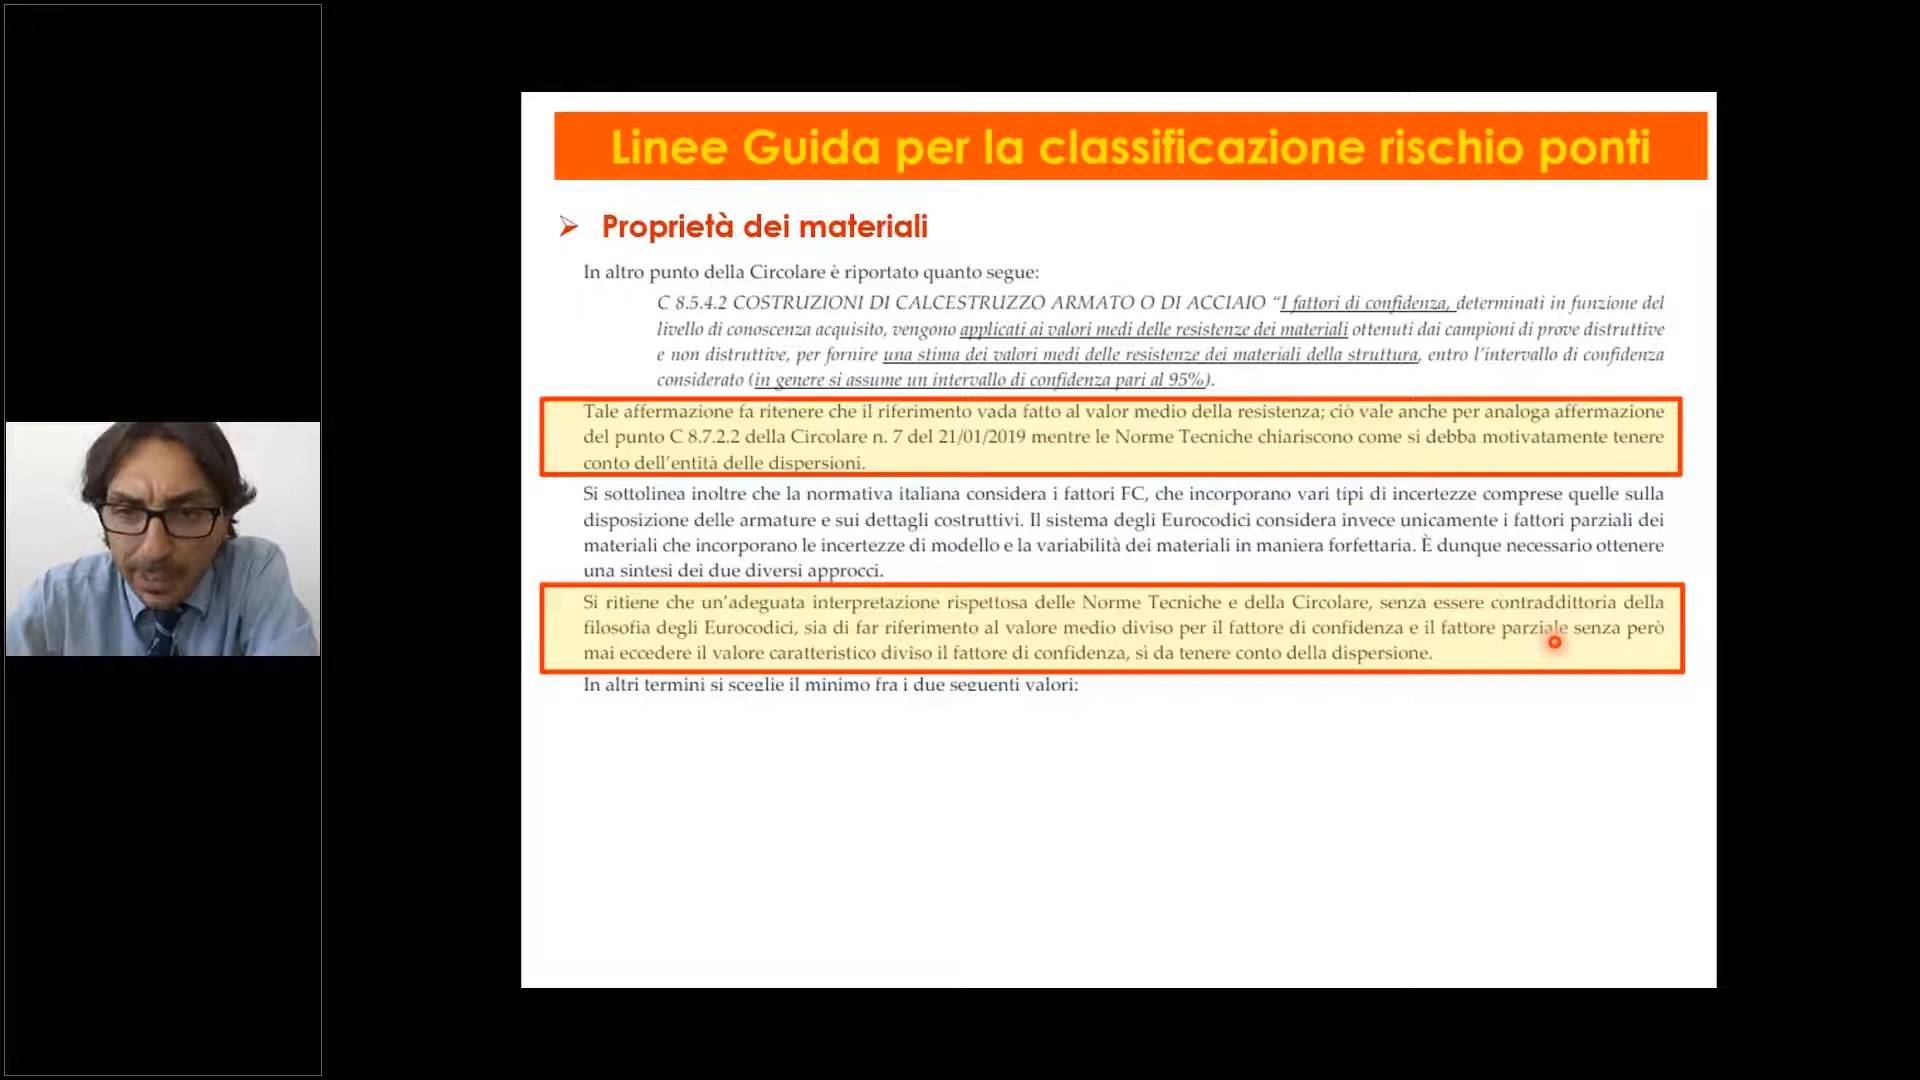 Linee Guida per la classificazione rischio ponti
Proprietà dei materiali
In altro punto della Circolare è riportato quanto segue:
C 8.5.4.2 COSTRUZIONI DI CALCESTRUZZO ARMATO O DI ACCIAIO “I fattori di confidenza, determinati in funzione del
livello di conoscenza acquisito, vengono applicati ai valori medi delle resistenze dei materiali ottenuti dai campioni di prove distruttive
e non distruttive, per fornire una stima dei valori medi delle resistenze dei materiali della struttura, entro l’intervallo di confidenza
considerato (in genere si assume un intervallo di confidenza pari al 95%).
Tale affermazione fa ritenere che il riferimento vada fatto al valor medio della resistenza; ciò vale anche per analoga affermazione
del punto C 8.7.2.2 della Circolare n. 7 del 21/01/2019 mentre le Norme Tecniche chiariscono come si debba motivatamente tenere
conto dell’entità delle dispersioni.
Si sottolinea inoltre che la normativa italiana considera i fattori FC, che incorporano vari tipi di incertezze comprese quelle sulla
disposizione delle armature e sui dettagli costruttivi. Il sistema degli Eurocodici considera invece unicamente i fattori parziali dei
materiali che incorporano le incertezze di modello e la variabilità dei materiali in maniera forfettaria. È dunque necessario ottenere
una sintesi dei due diversi approcci.
Si ritiene che un’adeguata interpretazione rispettosa delle Norme Tecniche e della Circolare, senza essere contraddittoria della
filosofia degli Eurocodici, sia di far riferimento al valore medio diviso per il fattore di confidenza e il fattore parziale senza però
mai eccedere il valore caratteristico diviso il fattore di confidenza, sì da tenere conto della dispersione.
In altri termini si sceglie il minimo fra i due seguenti valori: